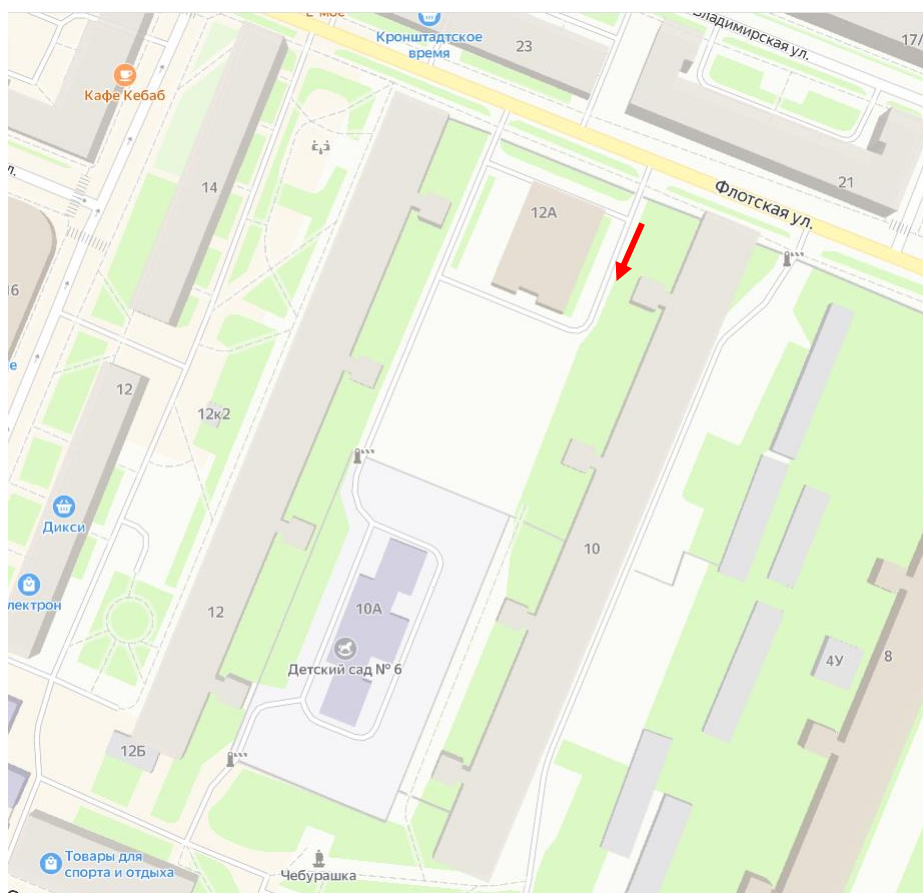 Кронштадтское
время
23
Владимирская ул.
17/
Кафе Кебаб
14
12А
21
Флотская ул.
16
12
12к2
Дикси
10
12
10А
Детский сад № 6
4У
8
12Б
Товары для
спорта и отдыха
Чебурашка